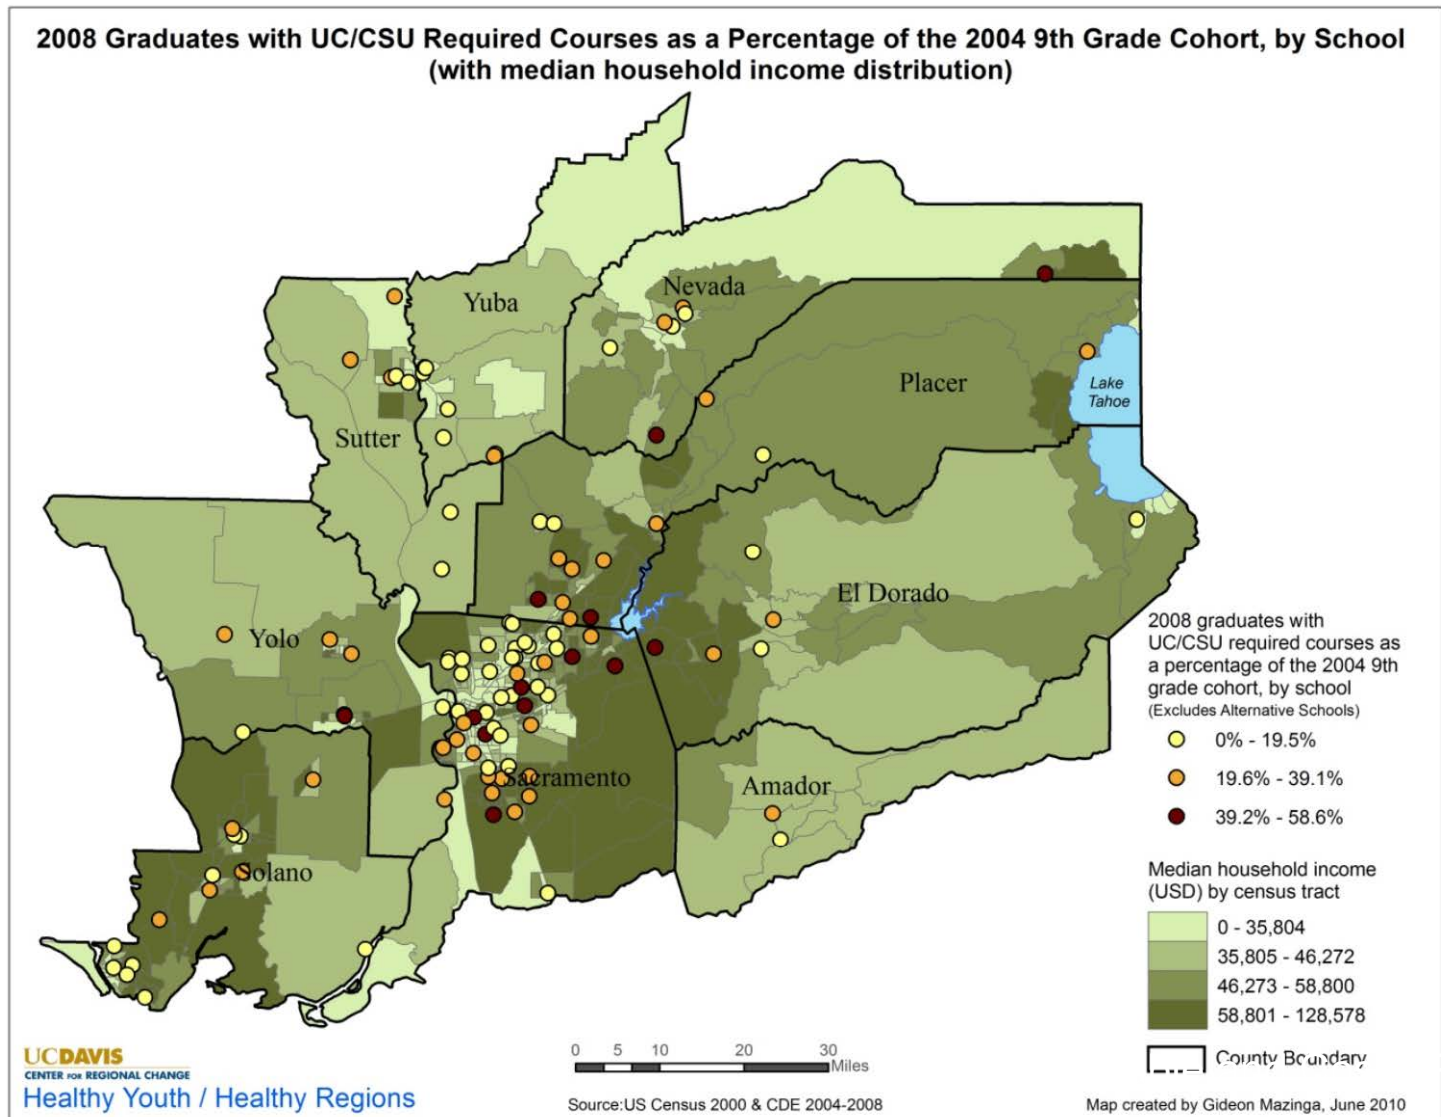 2008 Graduates with UC/CSU Required Courses as a Percentage of the 2004 9th Grade Cohort, by School
(with median household income distribution)
Yuba
Nevada
Placer
Lake
Tahoe
Sutter
El Dorado
Yolo
Sacramento
Amador
Solano
2008 graduates with
UC/CSU required courses as
a percentage of the 2004 9th
grade cohort, by school
(Excludes Alternative Schools)
0% - 19.5%
19.6% - 39.1%
39.2% - 58.6%
Median household income
(USD) by census tract
0 - 35,804
35,805 - 46,272
46,273 - 58,800
58,801 - 128,578
County Boundary
UCDAVIS
CENTER FOR REGIONAL CHANGE
Healthy Youth / Healthy Regions
0 5 10 20 30
Miles
Source:US Census 2000 & CDE 2004-2008
Map created by Gideon Mazinga, June 2010